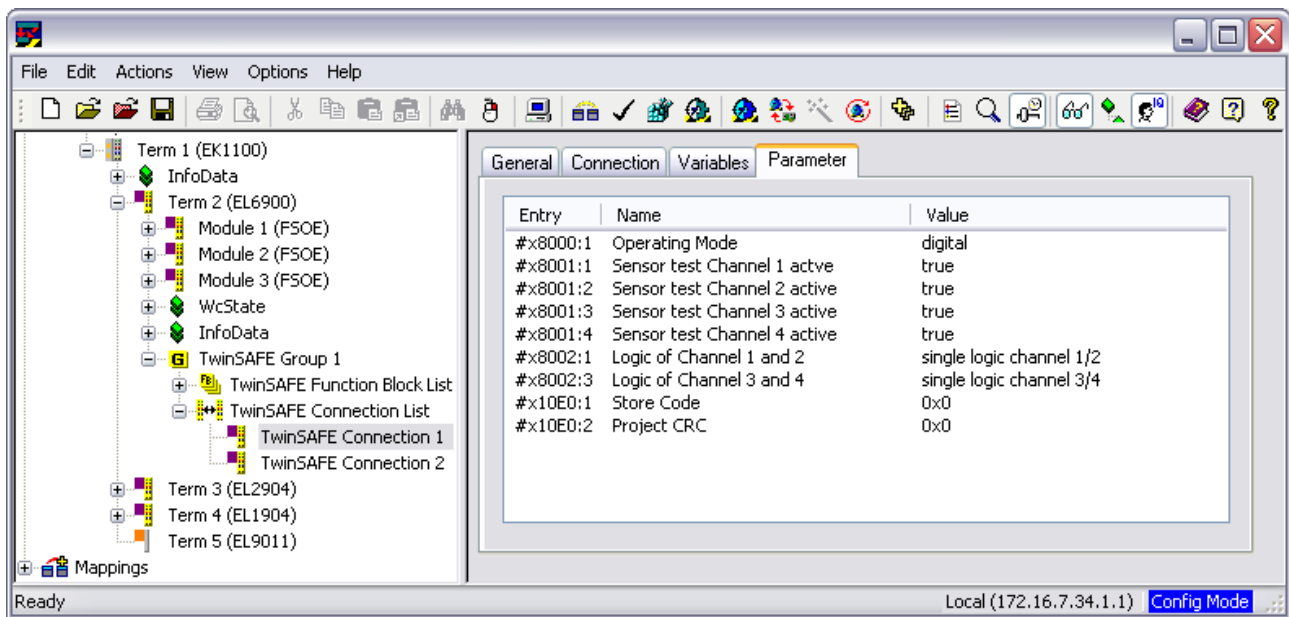 File Edit Actions View Options Help
Term 1 (EK1100)
InfoData
Term 2 (EL6900)
Module 1 (FSOE)
Module 2 (FSOE)
Module 3 (FSOE)
WcState
InfoData
G TwinSAFE Group 1
FB TwinSAFE Function Block List
TwinSAFE Connection List
TwinSAFE Connection 1
TwinSAFE Connection 2
Term 3 (EL2904)
Term 4 (EL1904)
Term 5 (EL9011)
Mappings
General Connection Variables Parameter
Entry Name Value
#x8000:1 Operating Mode digital
#x8001:1 Sensor test Channel 1 actve true
#x8001:2 Sensor test Channel 2 active true
#x8001:3 Sensor test Channel 3 active true
#x8001:4 Sensor test Channel 4 active true
#x8002:1 Logic of Channel 1 and 2 single logic channel 1/2
#x8002:3 Logic of Channel 3 and 4 single logic channel 3/4
#x10E0:1 Store Code 0x0
#x10E0:2 Project CRC 0x0
Ready Local (172.16.7.34.1.1) Config Mode